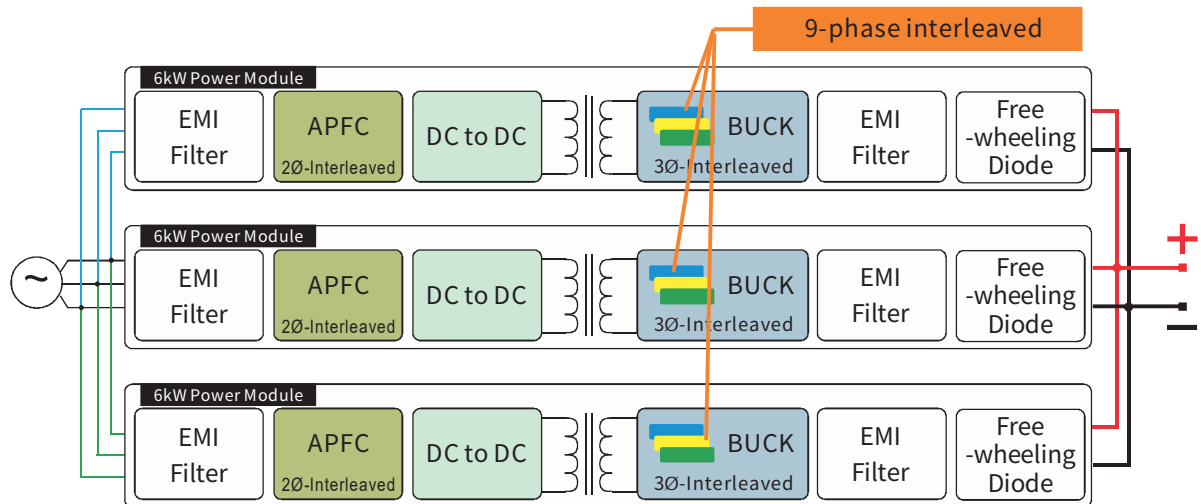 9-phase interleaved
6kW Power Module
EMI
Filter
APFC
2Ø-Interleaved
DC to DC
BUCK
3Ø-Interleaved
EMI
Filter
Free
-wheeling
Diode
6kW Power Module
EMI
Filter
APFC
2Ø-Interleaved
DC to DC
BUCK
3Ø-Interleaved
EMI
Filter
Free
-wheeling
Diode
+
~
−
6kW Power Module
EMI
Filter
APFC
2Ø-Interleaved
DC to DC
BUCK
3Ø-Interleaved
EMI
Filter
Free
-wheeling
Diode